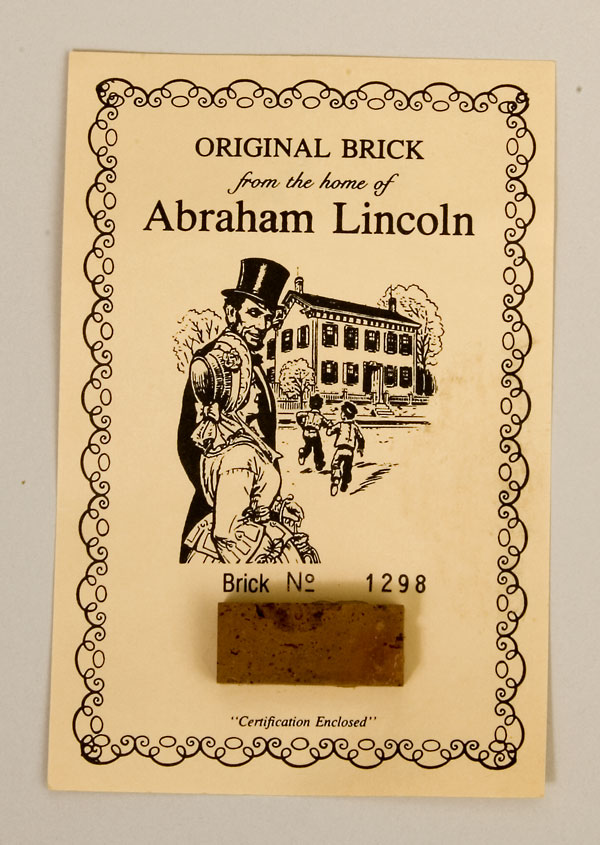 ORIGINAL BRICK
from the home of
Abraham Lincoln
Brick Nº 1298
"Certification Enclosed"